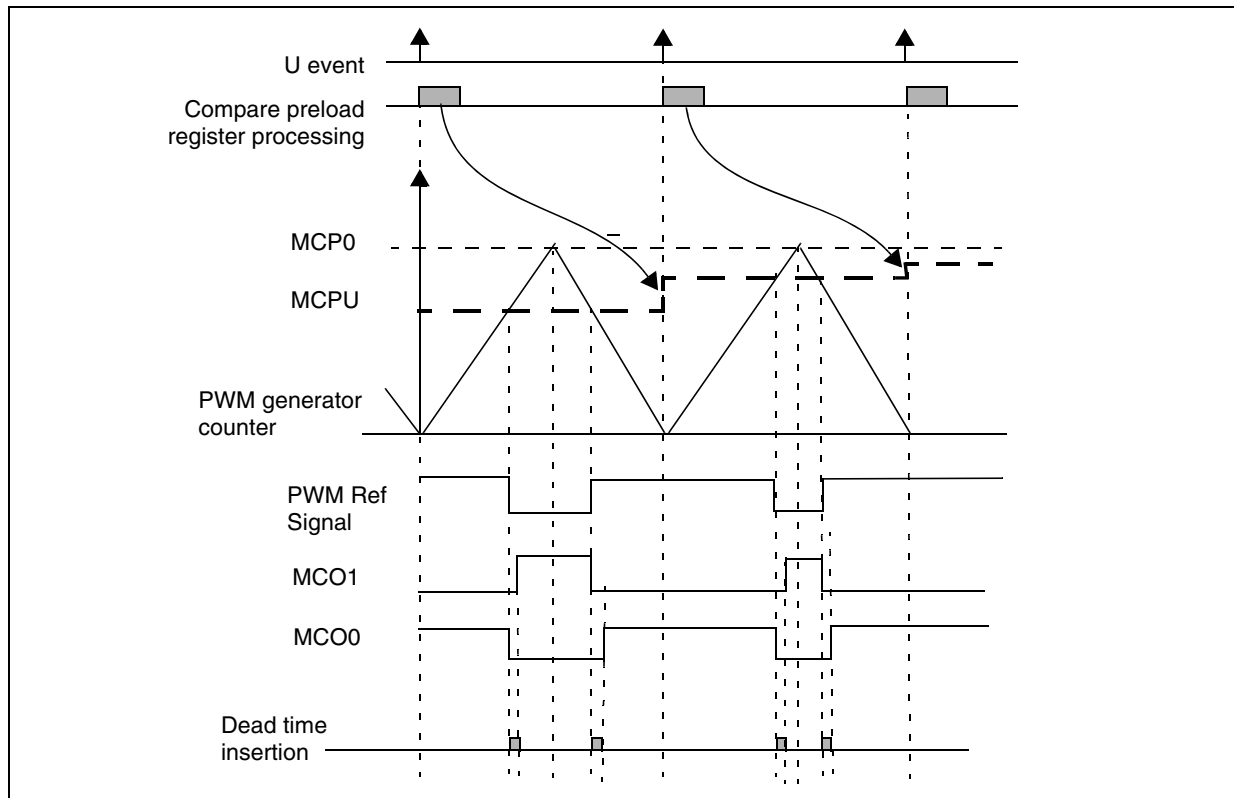 U event
Compare preload
register processing
MCP0
MCPU
PWM generator
counter
PWM Ref
Signal
MCO1
MCO0
Dead time
insertion